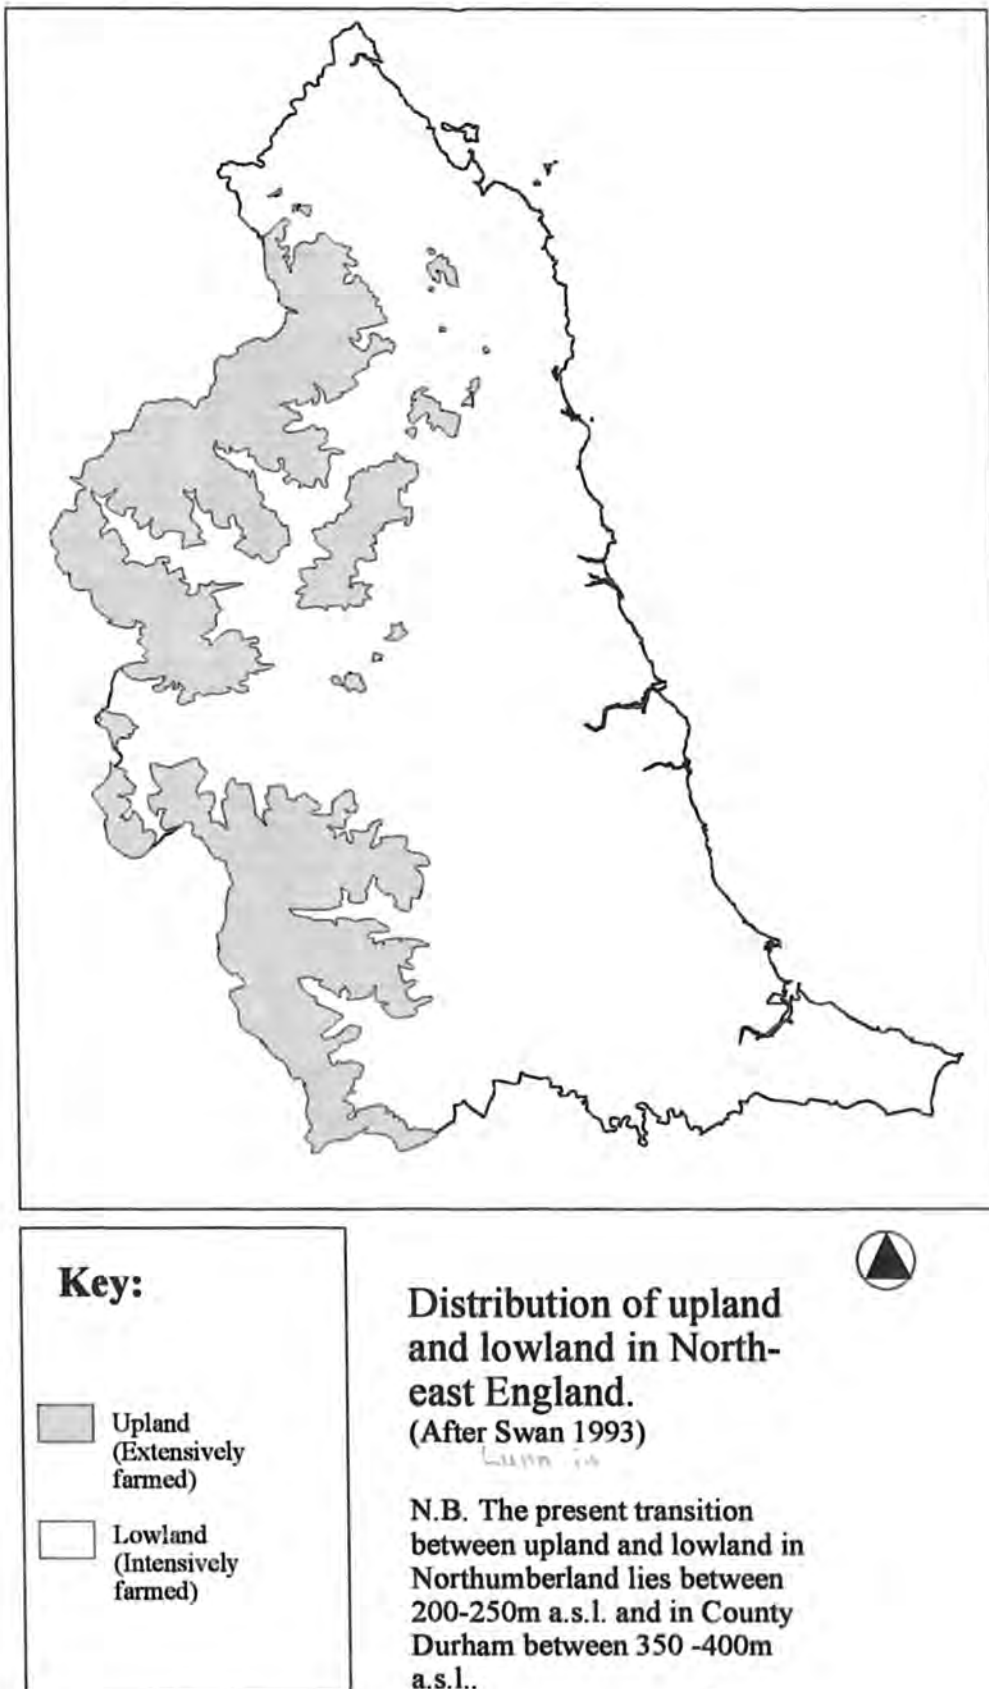 Key:
Upland
(Extensively
farmed)
Lowland
(Intensively
farmed)
Distribution of upland
and lowland in North-
east England.
(After Swan 1993)
Lunn in
N.B. The present transition
between upland and lowland in
Northumberland lies between
200-250m a.s.l. and in County
Durham between 350 -400m
a.s.l..